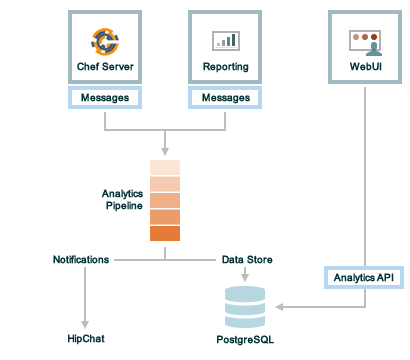 Chef Server
Reporting
WebUI
Messages
Messages
Analytics
Pipeline
Notifications
Data Store
Analytics API
HipChat
PostgreSQL